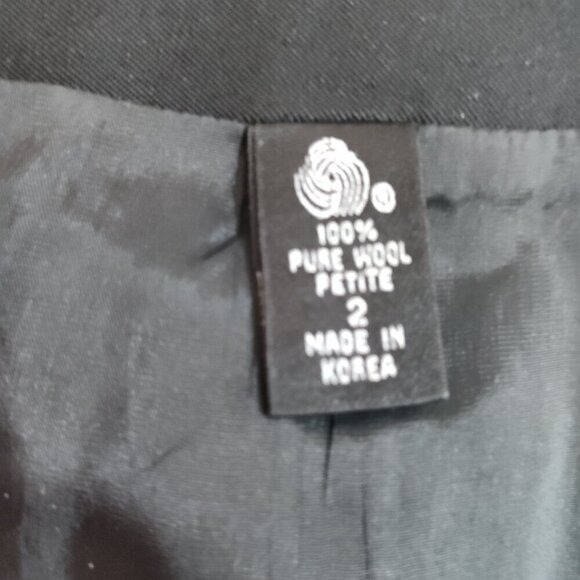 100%
PURE WOOL
PETITE
2
MADE IN
KOREA